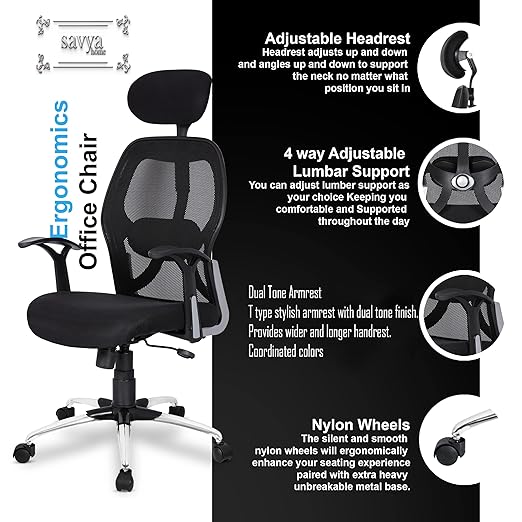 savya
home
Ergonomics
Office Chair
Adjustable Headrest
Headrest adjusts up and down
and angles up and down to support
the neck no matter what
position you sit in
4 way Adjustable
Lumbar Support
You can adjust lumber support as
your choice Keeping you
comfortable and Supported
throughout the day
Dual Tone Armrest
T type stylish armrest with dual tone finish.
Provides wider and longer handrest.
Coordinated colors
Nylon Wheels
The silent and smooth
nylon wheels will ergonomically
enhance your seating experience
paired with extra heavy
unbreakable metal base.